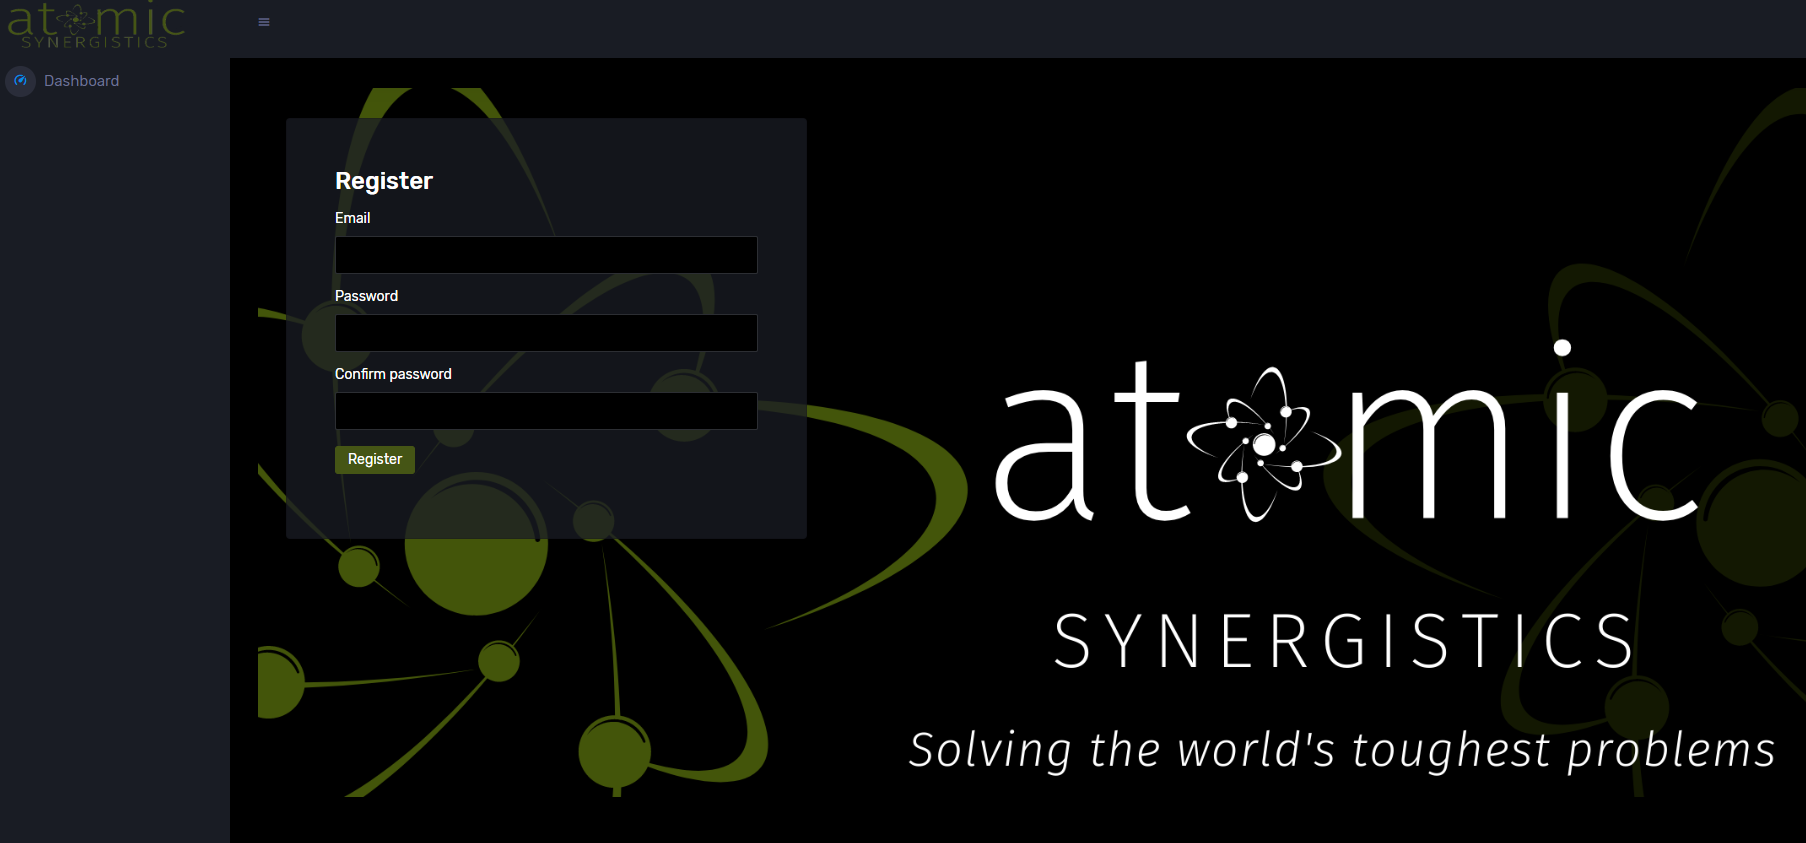 atomic
SYNERGISTICS
Dashboard
Register
Email
Password
Confirm password
Register
atomic
SYNERGISTICS
Solving the world's toughest problems